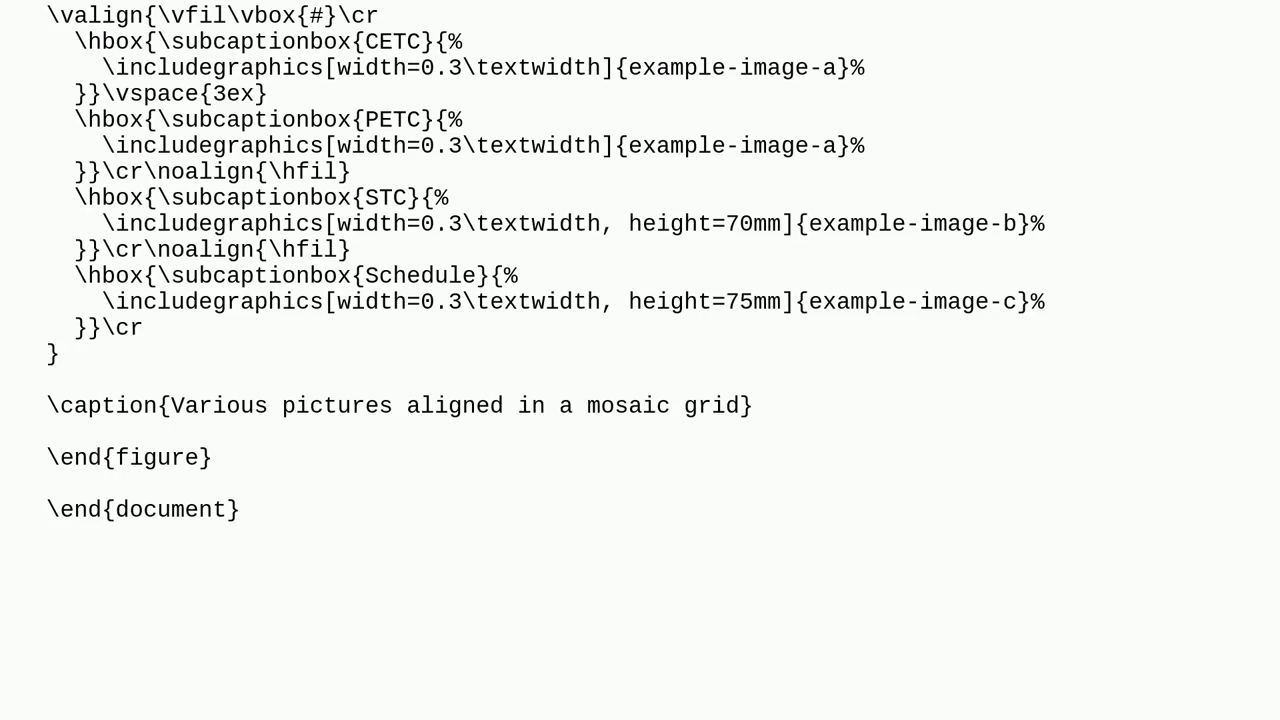 \valign{\vfil\vbox{#}\cr
  \hbox{\subcaptionbox{CETC}{%
    \includegraphics[width=0.3\textwidth]{example-image-a}%
  }}\vspace{3ex}
  \hbox{\subcaptionbox{PETC}{%
    \includegraphics[width=0.3\textwidth]{example-image-a}%
  }}\cr\noalign{\hfil}
  \hbox{\subcaptionbox{STC}{%
    \includegraphics[width=0.3\textwidth, height=70mm]{example-image-b}%
  }}\cr\noalign{\hfil}
  \hbox{\subcaptionbox{Schedule}{%
    \includegraphics[width=0.3\textwidth, height=75mm]{example-image-c}%
  }}\cr
}
\caption{Various pictures aligned in a mosaic grid}
\end{figure}
\end{document}